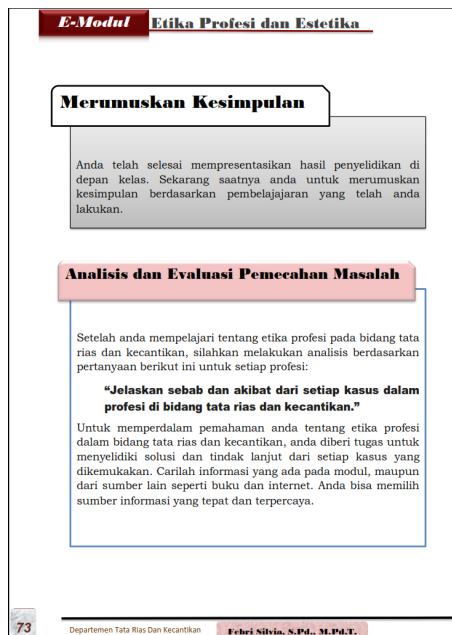 E-Modul Etika Profesi dan Estetika
Merumuskan Kesimpulan
Anda telah selesai mempresentasikan hasil penyelidikan di
depan kelas. Sekarang saatnya anda untuk merumuskan
kesimpulan berdasarkan pembelajajaran yang telah anda
lakukan.
Analisis dan Evaluasi Pemecahan Masalah
Setelah anda mempelajari tentang etika profesi pada bidang tata
rias dan kecantikan, silahkan melakukan analisis berdasarkan
pertanyaan berikut ini untuk setiap profesi:
“Jelaskan sebab dan akibat dari setiap kasus dalam
profesi di bidang tata rias dan kecantikan.”
Untuk memperdalam pemahaman anda tentang etika profesi
dalam bidang tata rias dan kecantikan, anda diberi tugas untuk
menyelidiki solusi dan tindak lanjut dari setiap kasus yang
dikemukakan. Carilah informasi yang ada pada modul, maupun
dari sumber lain seperti buku dan internet. Anda bisa memilih
sumber informasi yang tepat dan terpercaya.
73 Departemen Tata Rias Dan Kecantikan Febri Silvia, S.Pd., M.Pd.T.